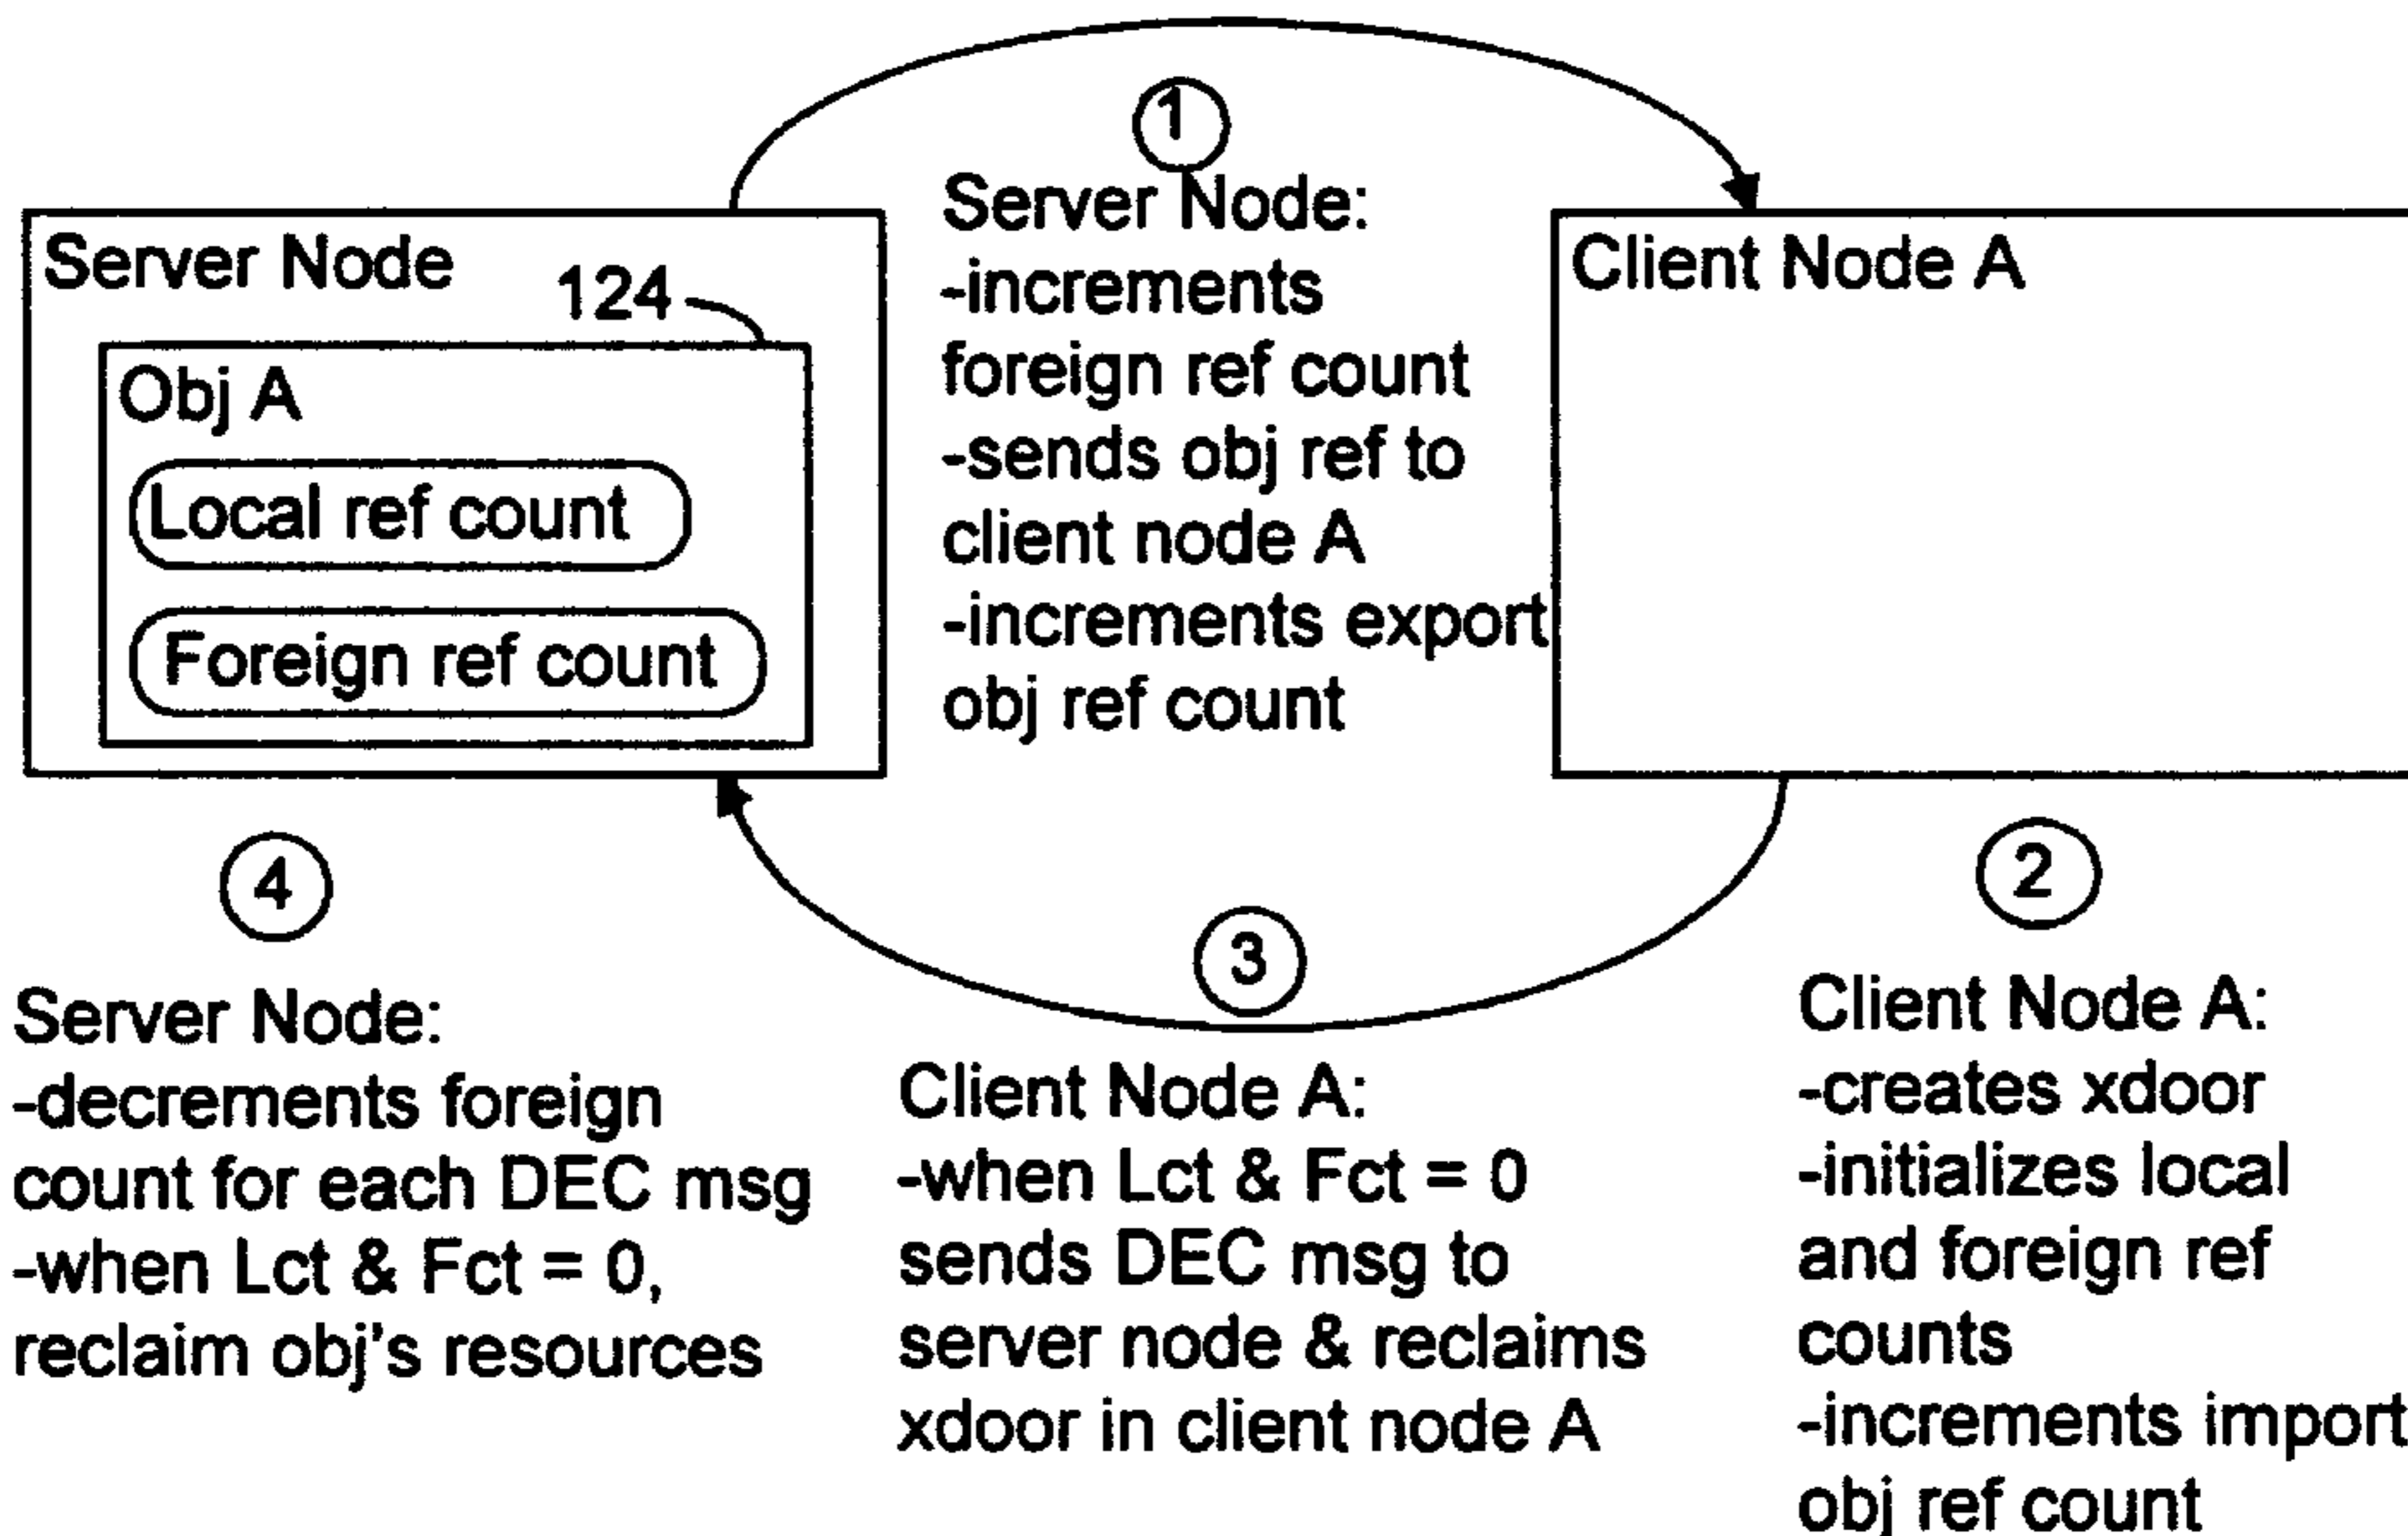 1
Server Node:
-increments
foreign ref count
-sends obj ref to
client node A
-increments export
obj ref count
Server Node
124
Obj A
Local ref count
Foreign ref count
Client Node A
4
Server Node:
-decrements foreign
count for each DEC msg
-when Lct & Fct = 0,
reclaim obj's resources
3
Client Node A:
-when Lct & Fct = 0
sends DEC msg to
server node & reclaims
xdoor in client node A
2
Client Node A:
-creates xdoor
-initializes local
and foreign ref
counts
-increments import
obj ref count